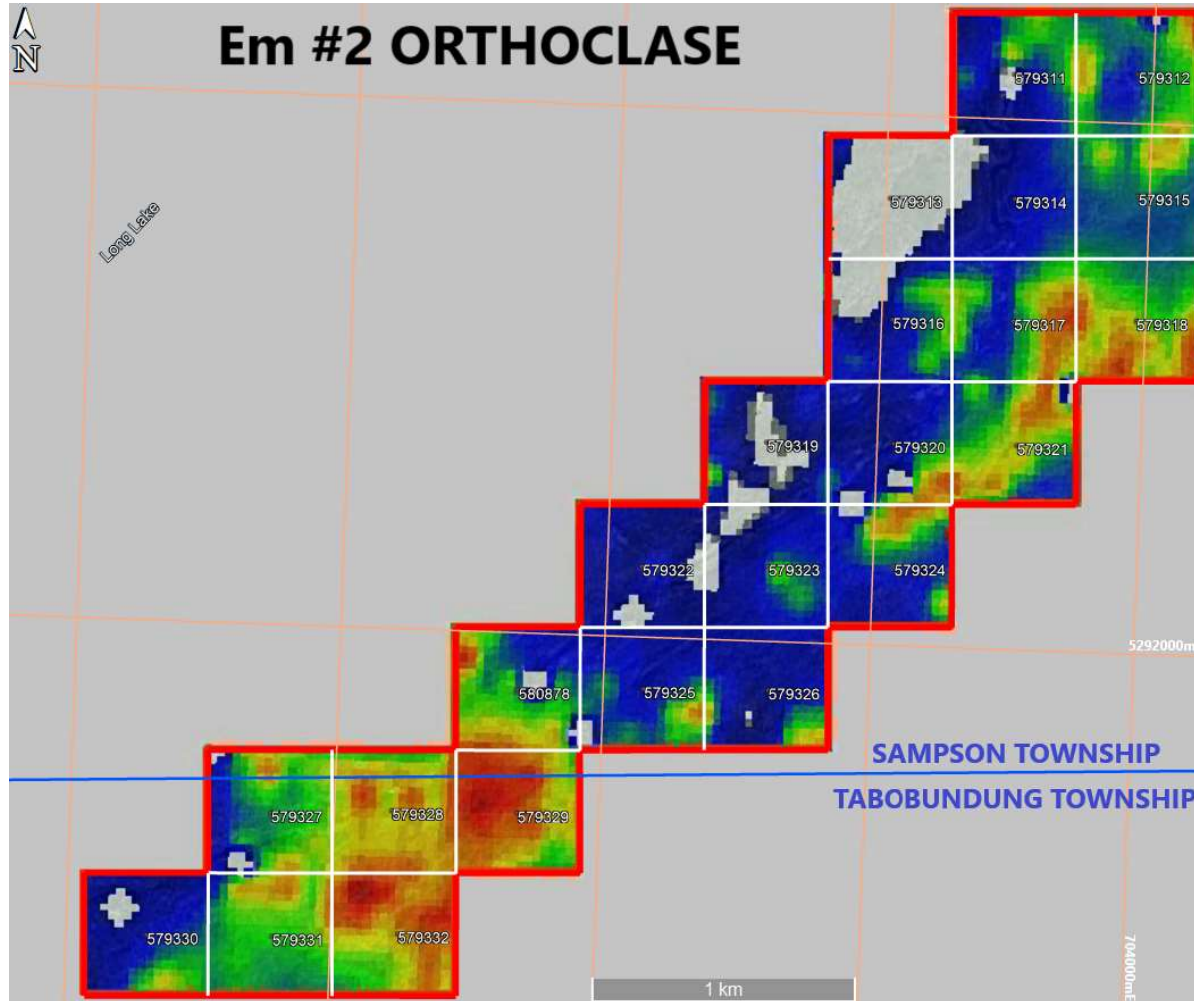 N
Em #2 ORTHOCLASE
Long Lake
579311
579312
579313
579314
579315
579316
579317
579318
579319
579320
579321
579322
579323
579324
5292000m
580878
579325
579326
SAMPSON TOWNSHIP
TABOBUNDUNG TOWNSHIP
579327
579328
579329
579330
579331
579332
704000mE
1 km